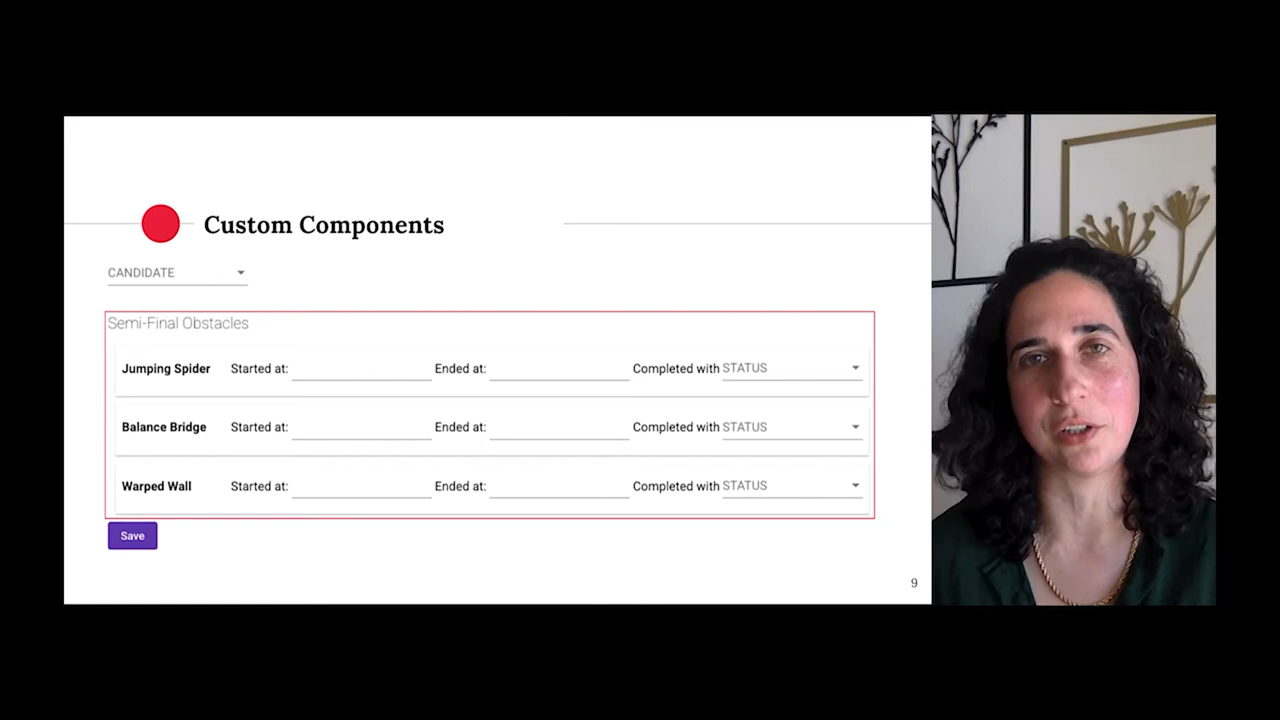 Custom Components
CANDIDATE
Semi-Final Obstacles
Jumping Spider Started at: Ended at: Completed with STATUS
Balance Bridge Started at: Ended at: Completed with STATUS
Warped Wall Started at: Ended at: Completed with STATUS
Save
9